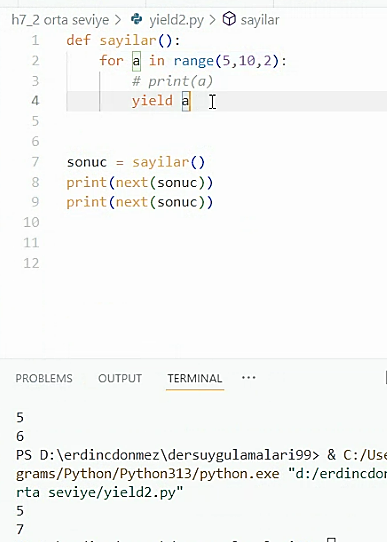 h7_2 orta seviye > yield2.py > sayilar
1 def sayilar():
2 for a in range(5,10,2):
3 # print(a)
4 yield a
5
6
7 sonuc = sayilar()
8 print(next(sonuc))
9 print(next(sonuc))
10
11
12
PROBLEMS OUTPUT TERMINAL ...
5
6
PS D:\erdincdonmez\dersuygulamalari99> & C:/Use
grams/Python/Python313/python.exe "d:/erdincdon
rta seviye/yield2.py"
5
7